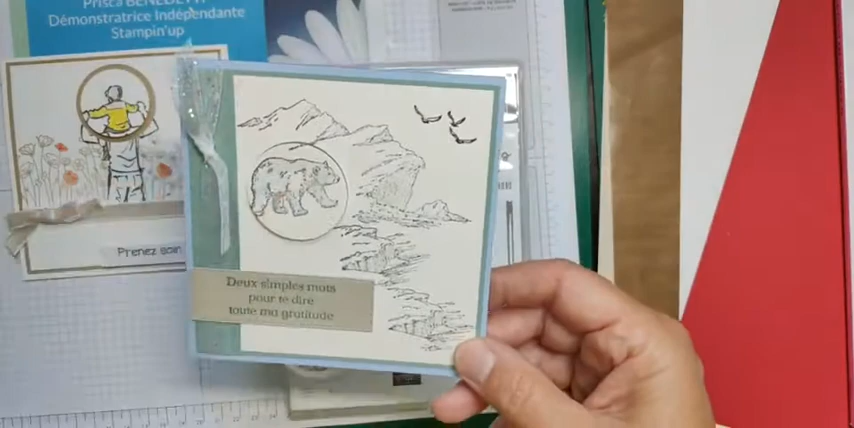 Prisca BENEDETTI
Démonstratrice Indépendante
Stampin'up
Prenez soin
Deux simples mots
pour te dire
toute ma gratitude